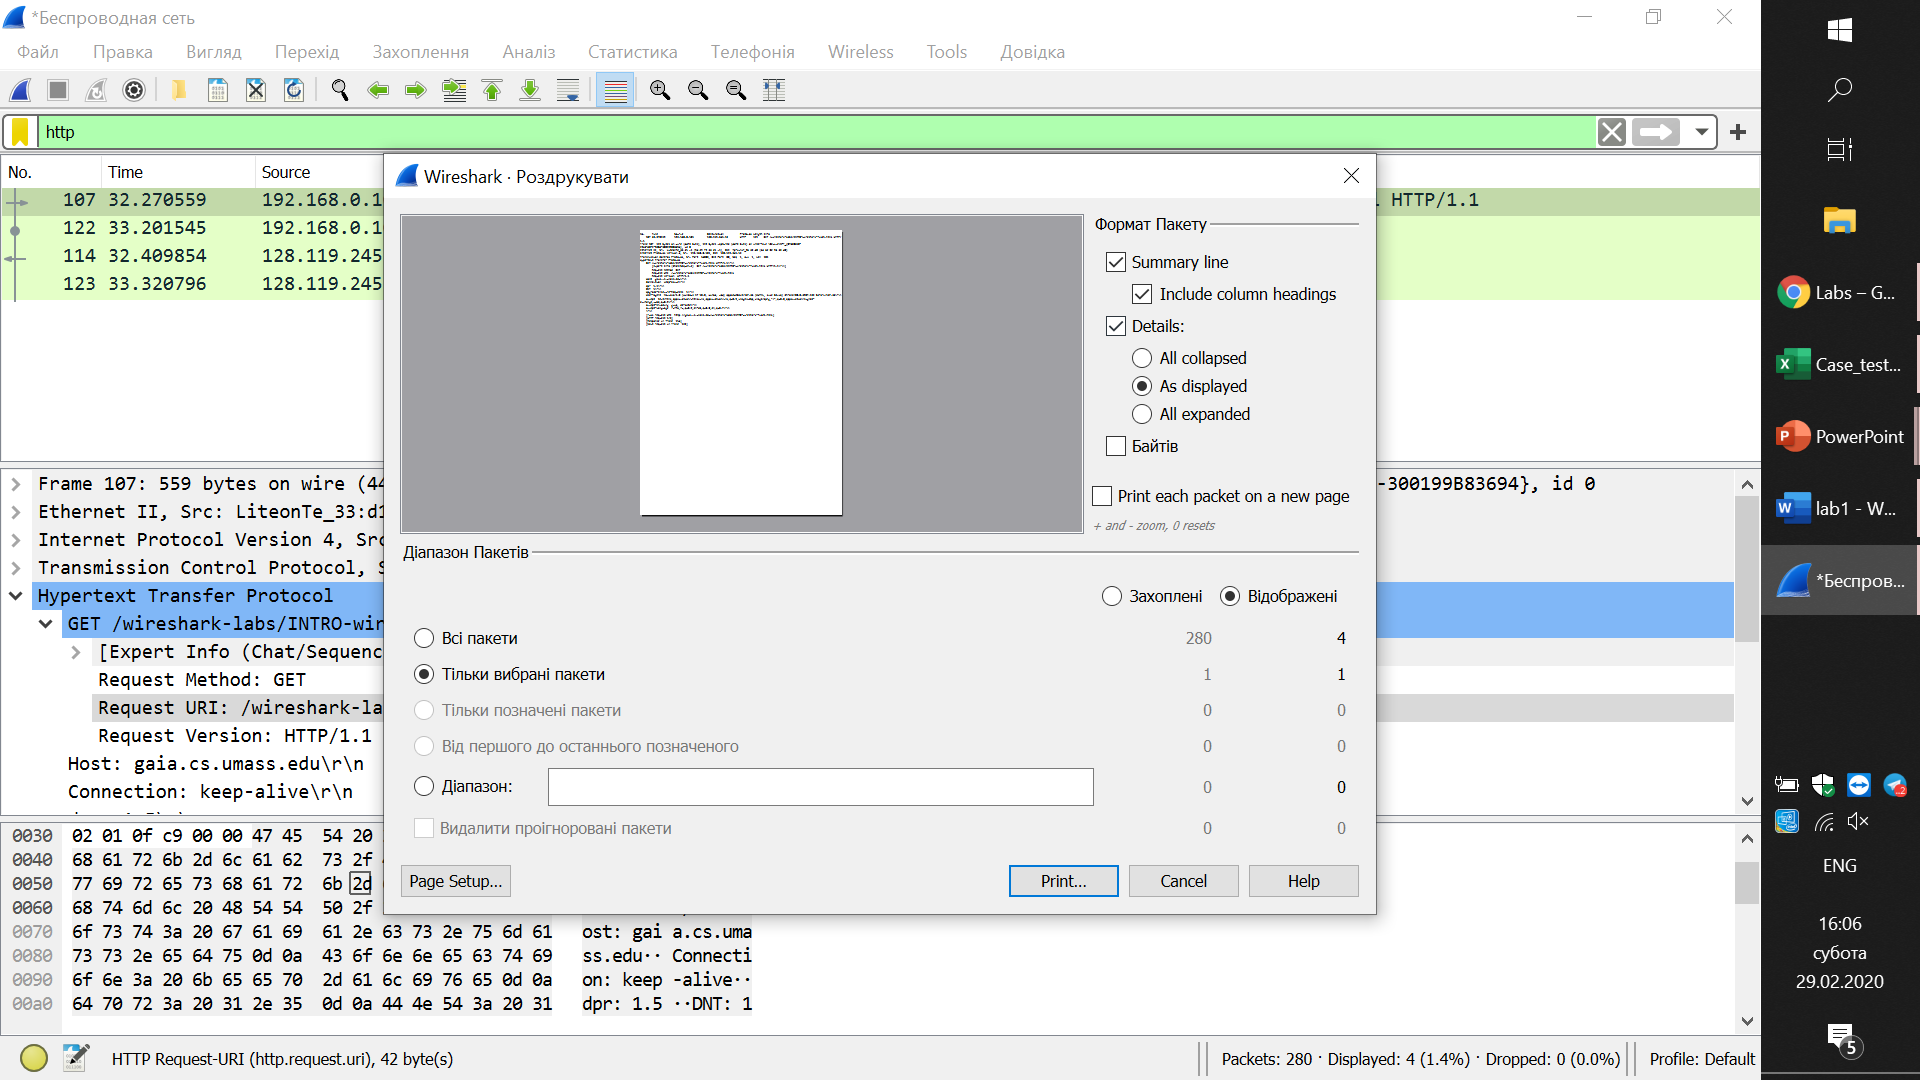 *Беспроводная сеть
Файл Правка Вигляд Перехід Захоплення Аналіз Статистика Телефонія Wireless Tools Довідка
http
No. Time Source
107 32.270559 192.168.0.1 HTTP/1.1
122 33.201545 192.168.0.1
114 32.409854 128.119.245
123 33.320796 128.119.245
Wireshark · Роздрукувати
Формат Пакету
Summary line
Include column headings
Details:
All collapsed
As displayed
All expanded
Байтів
Print each packet on a new page
+ and - zoom, 0 resets
Діапазон Пакетів
Захоплені Відображені
Всі пакети 280 4
Тільки вибрані пакети 1 1
Тільки позначені пакети 0 0
Від першого до останнього позначеного 0 0
Діапазон: 0 0
Видалити проігноровані пакети 0 0
Page Setup... Print... Cancel Help
Frame 107: 559 bytes on wire (44 -300199B83694}, id 0
Ethernet II, Src: LiteonTe_33:d1
Internet Protocol Version 4, Src
Transmission Control Protocol, S
Hypertext Transfer Protocol
GET /wireshark-labs/INTRO-wir
[Expert Info (Chat/Sequenc
Request Method: GET
Request URI: /wireshark-la
Request Version: HTTP/1.1
Host: gaia.cs.umass.edu\r\n
Connection: keep-alive\r\n
0030 02 01 0f c9 00 00 47 45 54 20
0040 68 61 72 6b 2d 6c 61 62 73 2f
0050 77 69 72 65 73 68 61 72 6b 2d
0060 68 74 6d 6c 20 48 54 54 50 2f
0070 6f 73 74 3a 20 67 61 69 61 2e 63 73 2e 75 6d 61 ost: gai a.cs.uma
0080 73 73 2e 65 64 75 0d 0a 43 6f 6e 6e 65 63 74 69 ss.edu·· Connecti
0090 6f 6e 3a 20 6b 65 65 70 2d 61 6c 69 76 65 0d 0a on: keep -alive··
00a0 64 70 72 3a 20 31 2e 35 0d 0a 44 4e 54 3a 20 31 dpr: 1.5 ··DNT: 1
HTTP Request-URI (http.request.uri), 42 byte(s) Packets: 280 · Displayed: 4 (1.4%) · Dropped: 0 (0.0%) Profile: Default
Labs – G...
Case_test...
PowerPoint
lab1 - W...
*Беспров...
ENG
16:06
субота
29.02.2020
5